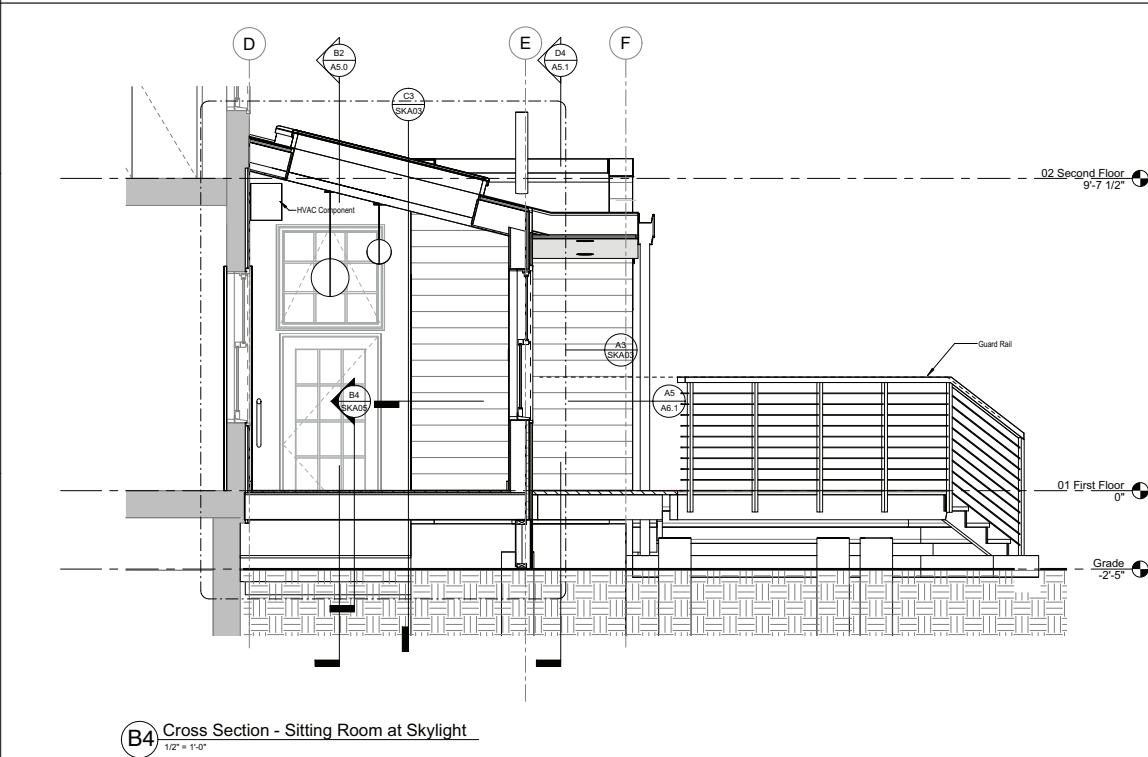 D
B2
A5.0
E
D4
A5.1
F
C3
SKA03
02 Second Floor
9'-7 1/2"
HVAC Component
A3
SKA03
Guard Rail
B4
SKA05
A5
A6.1
01 First Floor
0"
Grade
-2'-5"
B4 Cross Section - Sitting Room at Skylight
1/2" = 1'-0"